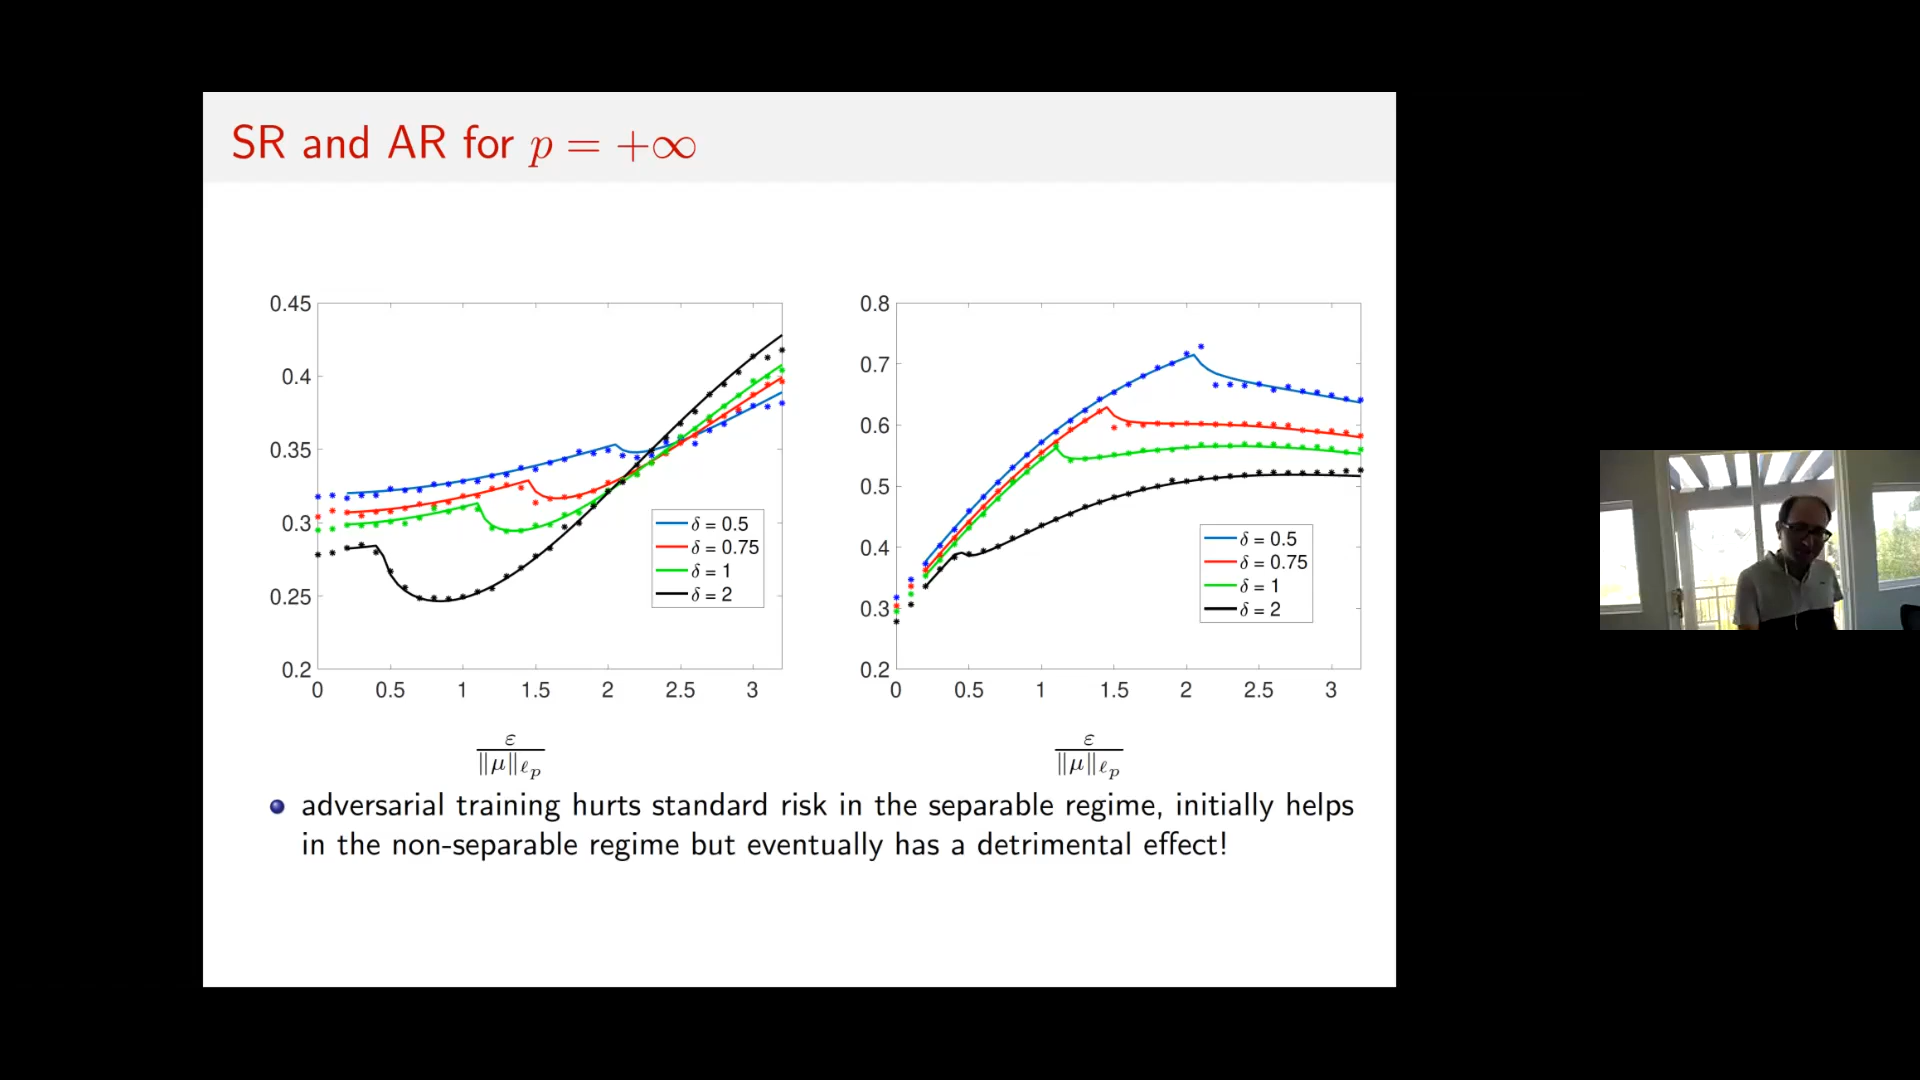 SR and AR for p = +∞
0.45
0.4
0.35
0.3
0.25
0.2
0 0.5 1 1.5 2 2.5 3
δ = 0.5
δ = 0.75
δ = 1
δ = 2
ε
‖μ‖ℓp
0.8
0.7
0.6
0.5
0.4
0.3
0.2
0 0.5 1 1.5 2 2.5 3
δ = 0.5
δ = 0.75
δ = 1
δ = 2
ε
‖μ‖ℓp
adversarial training hurts standard risk in the separable regime, initially helps
in the non-separable regime but eventually has a detrimental effect!